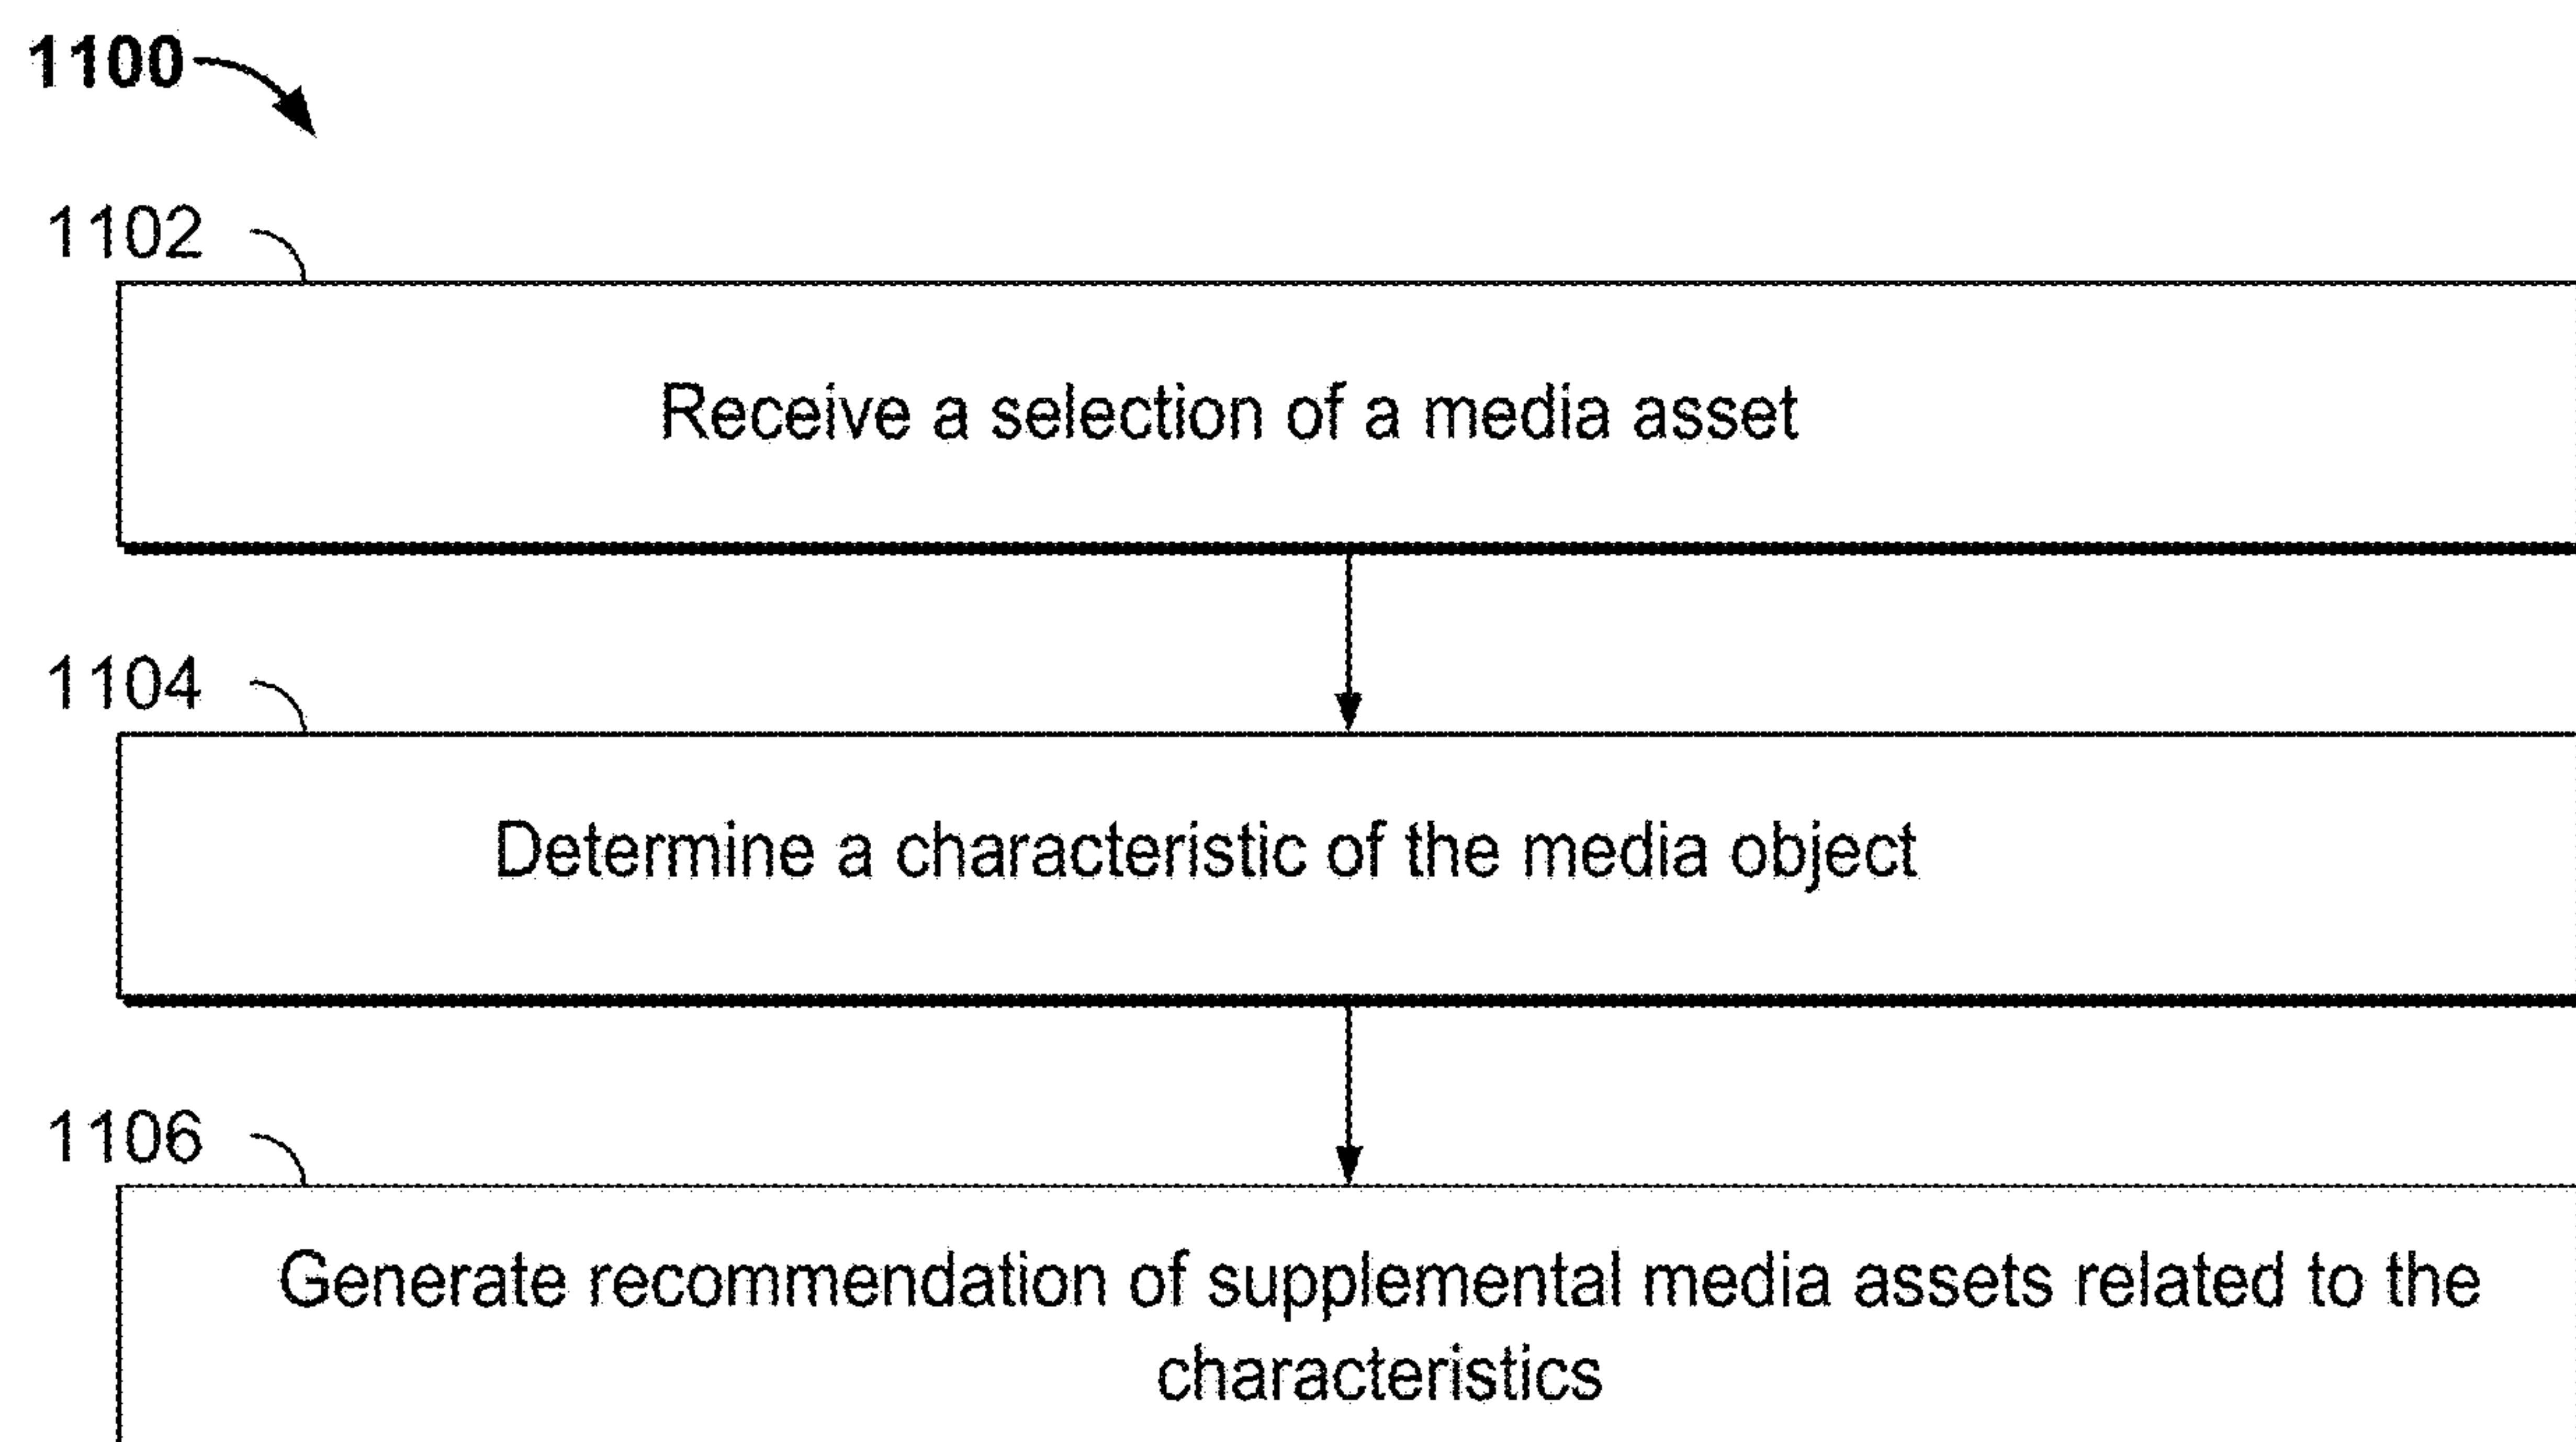 1100
1102
Receive a selection of a media asset
1104
Determine a characteristic of the media object
1106
Generate recommendation of supplemental media assets related to the
characteristics